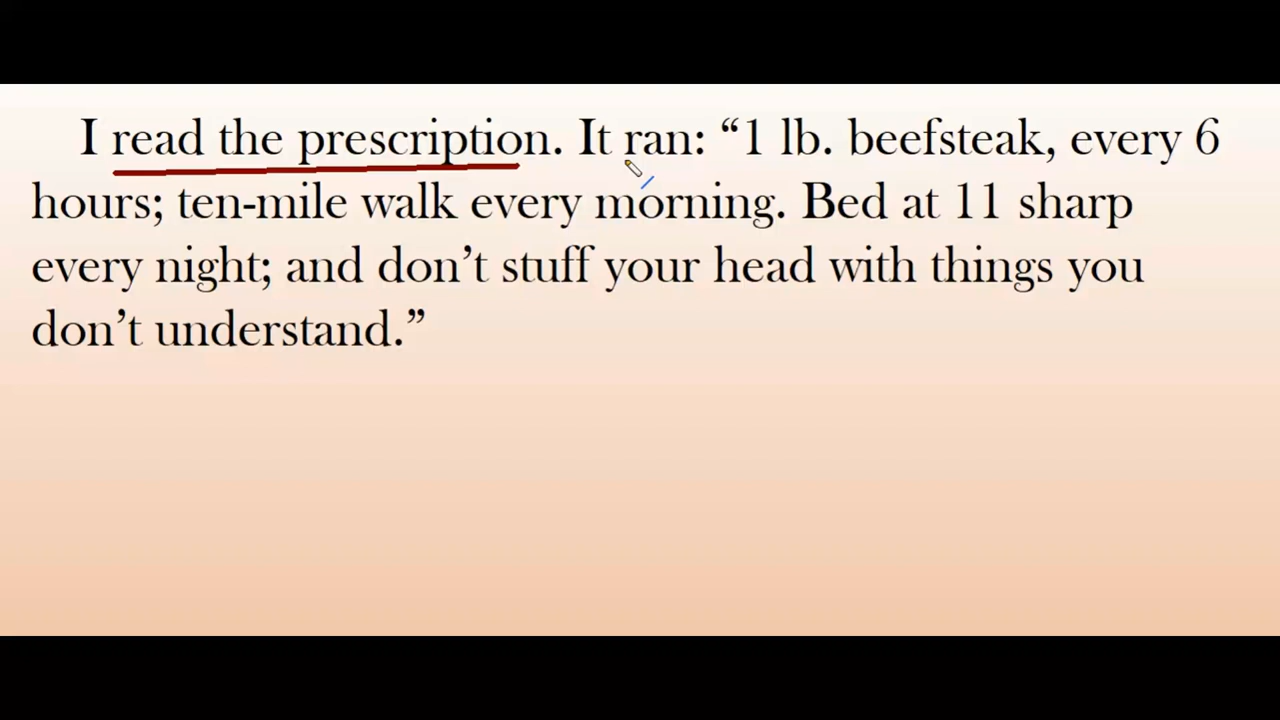 I read the prescription. It ran: “1 lb. beefsteak, every 6
hours; ten-mile walk every morning. Bed at 11 sharp
every night; and don’t stuff your head with things you
don’t understand.”